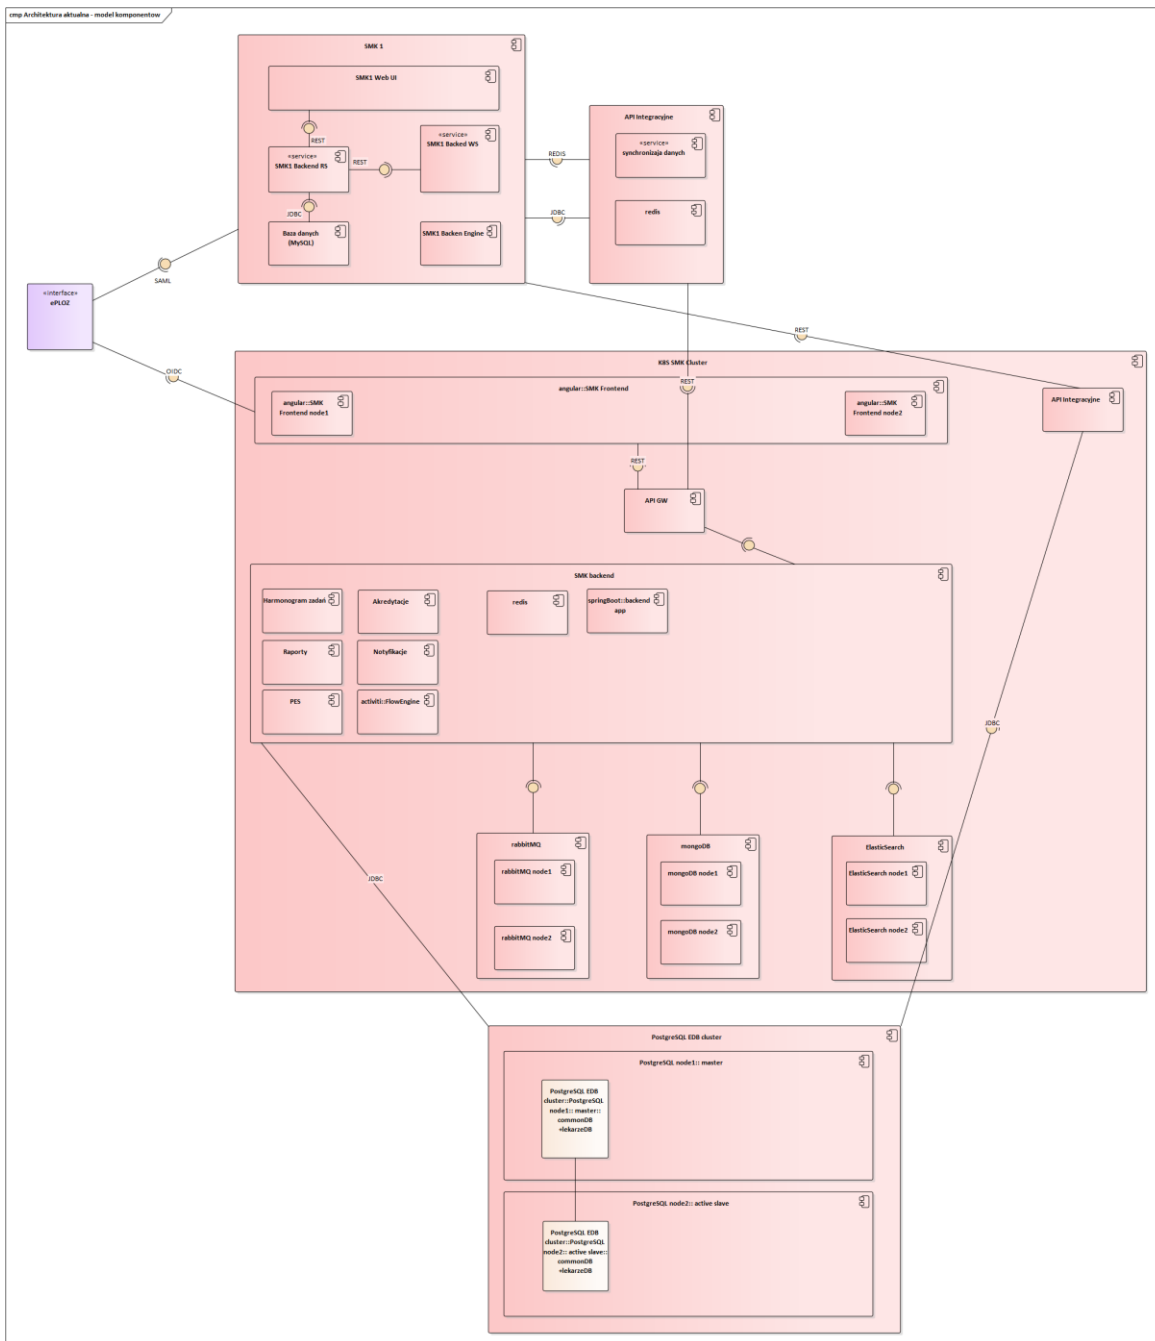 cmp Architektura aktualna - model komponentow
SMK 1
SMK1 Web UI
REST
«service»
SMK1 Backend RS
REST
«service»
SMK1 Backed WS
JDBC
Baza danych
(MySQL)
SMK1 Backen Engine
REDIS
JDBC
API Integracyjne
«service»
synchronizaja danych
redis
SAML
«interface»
ePLOZ
OIDC
REST
K8S SMK Cluster
angular::SMK Frontend
REST
angular::SMK
Frontend node1
angular::SMK
Frontend node2
API Integracyjne
REST
API GW
SMK backend
Harmonogram zadań
Akredytacje
redis
springBoot::backend
app
Raporty
Notyfikacje
PES
activiti::FlowEngine
JDBC
JDBC
rabbitMQ
rabbitMQ node1
rabbitMQ node2
mongoDB
mongoDB node1
mongoDB node2
ElasticSearch
ElasticSearch node1
ElasticSearch node2
PostgreSQL EDB cluster
PostgreSQL node1:: master
PostgreSQL EDB
cluster::PostgreSQL
node1:: master::
commonDB
+lekarzeDB
PostgreSQL node2:: active slave
PostgreSQL EDB
cluster::PostgreSQL
node2:: active slave::
commonDB
+lekarzeDB